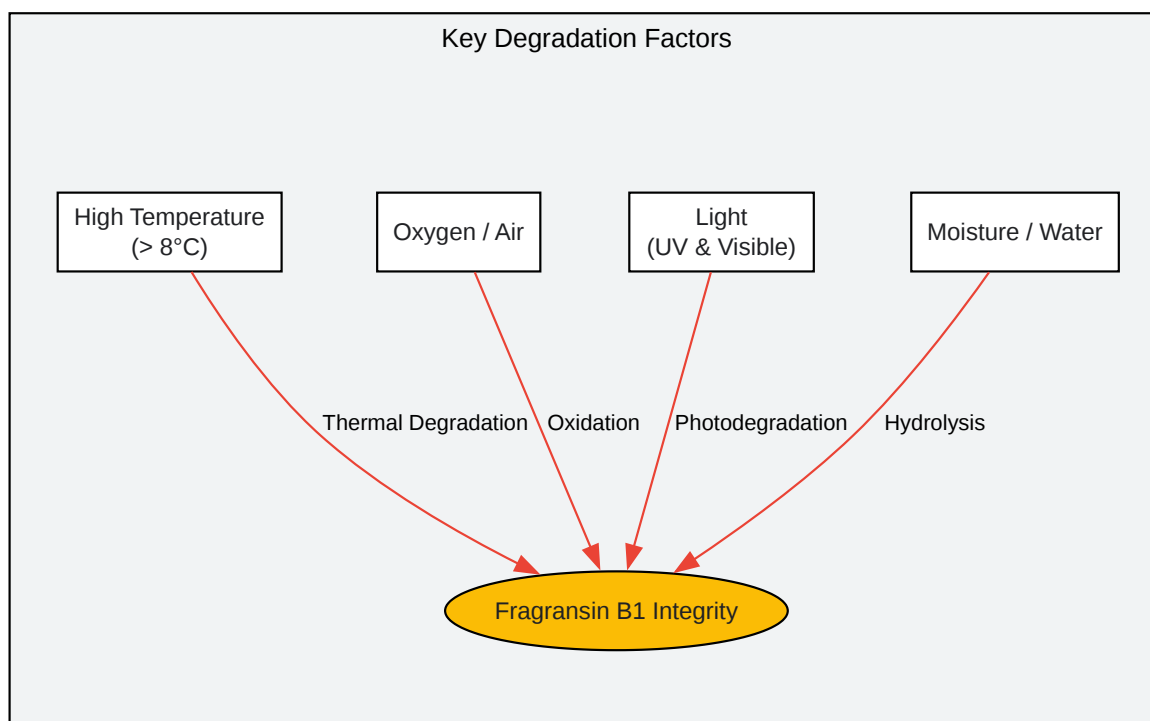 Key Degradation Factors
High Temperature
(> 8°C)
Oxygen / Air
Light
(UV & Visible)
Moisture / Water
Thermal Degradation
Oxidation
Photodegradation
Hydrolysis
Fragransin B1 Integrity